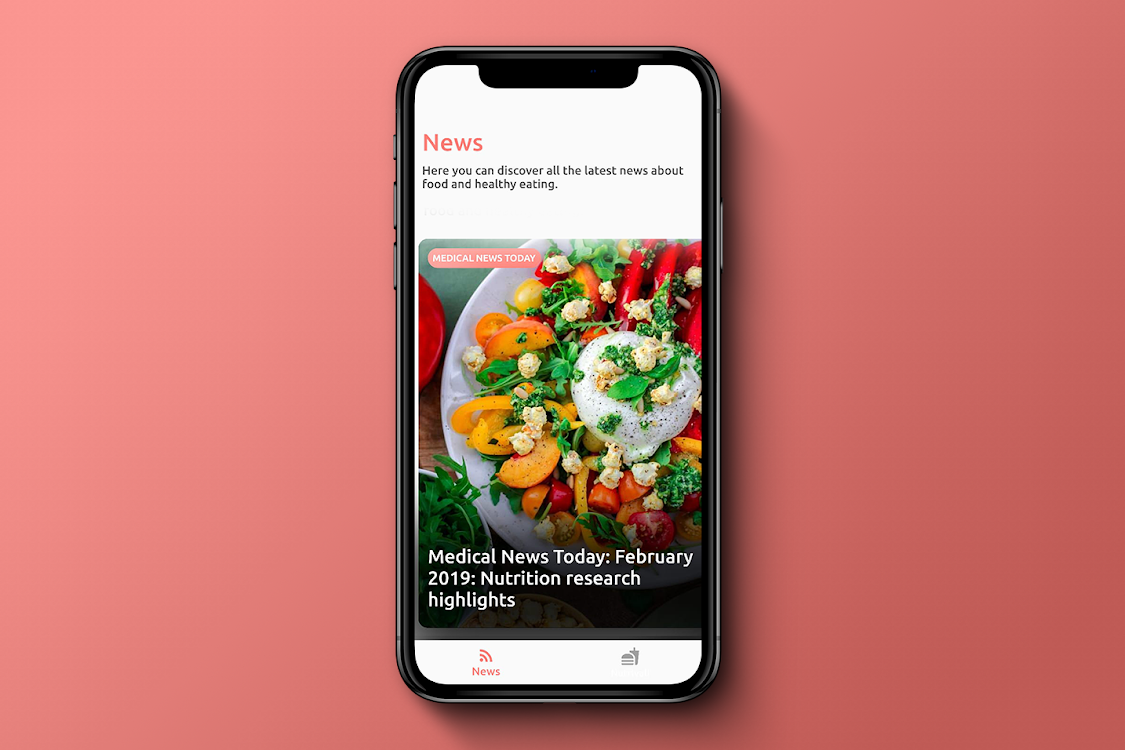 News
Here you can discover all the latest news about
food and healthy eating.
MEDICAL NEWS TODAY
Medical News Today: February
2019: Nutrition research
highlights
News